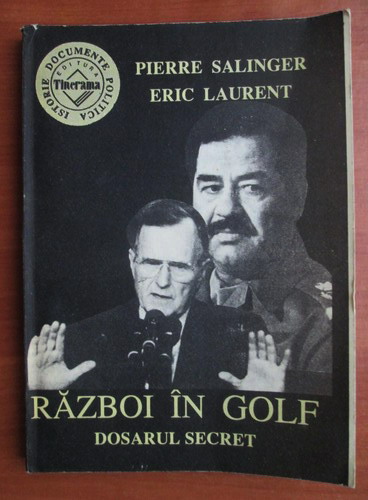 ISTORIE DOCUMENTE POLITICA
EDITURA
Tinerama
PIERRE SALINGER
ERIC LAURENT
RĂZBOI ÎN GOLF
DOSARUL SECRET